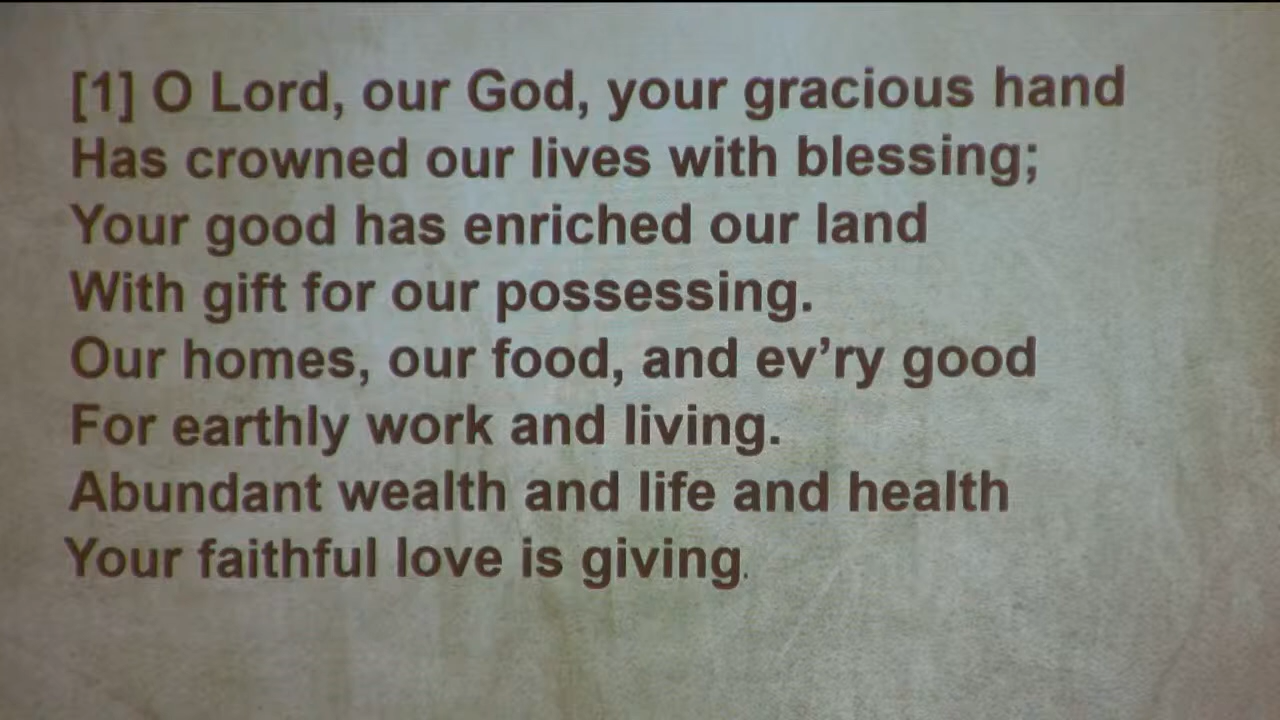 [1] O Lord, our God, your gracious hand
Has crowned our lives with blessing;
Your good has enriched our land
With gift for our possessing.
Our homes, our food, and ev’ry good
For earthly work and living.
Abundant wealth and life and health
Your faithful love is giving.